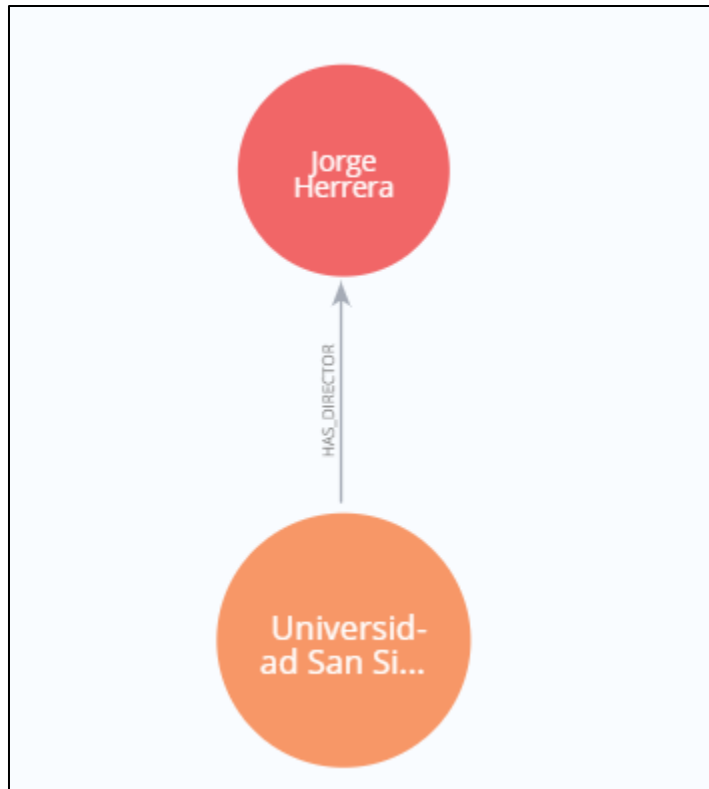 Jorge
Herrera
HAS_DIRECTOR
Universid-
ad San Si...